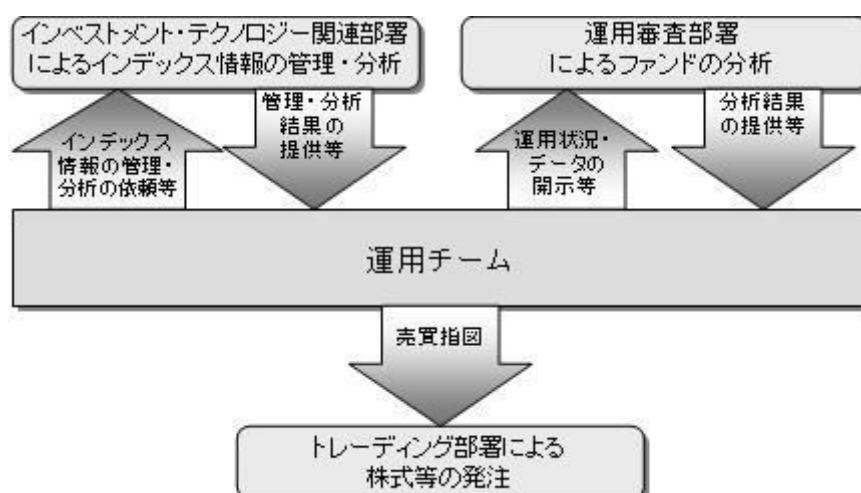 インベストメント・テクノロジー関連部署
によるインデックス情報の管理・分析
運用審査部署
によるファンドの分析
インデックス
情報の管理・
分析の依頼等
管理・分析
結果の
提供等
運用状況・
データの
開示等
分析結果
の提供等
運用チーム
売買指図
トレーディング部署による
株式等の発注